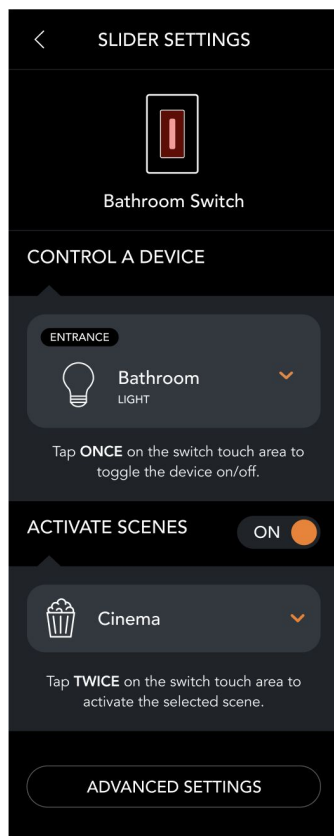 SLIDER SETTINGS
Bathroom Switch
CONTROL A DEVICE
ENTRANCE
Bathroom
LIGHT
Tap ONCE on the switch touch area to
toggle the device on/off.
ACTIVATE SCENES
ON
Cinema
Tap TWICE on the switch touch area to
activate the selected scene.
ADVANCED SETTINGS